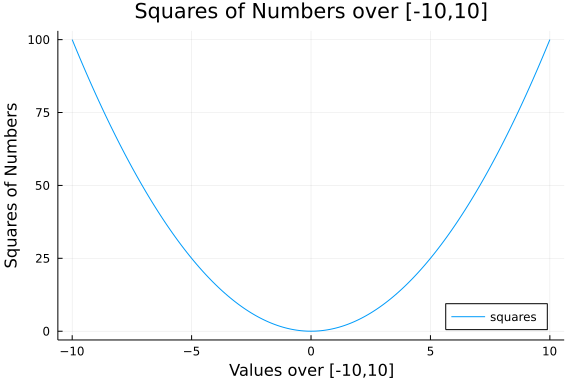 Squares of Numbers over [-10,10]
Squares of Numbers
100
75
50
25
0
squares
−10
−5
0
5
10
Values over [-10,10]